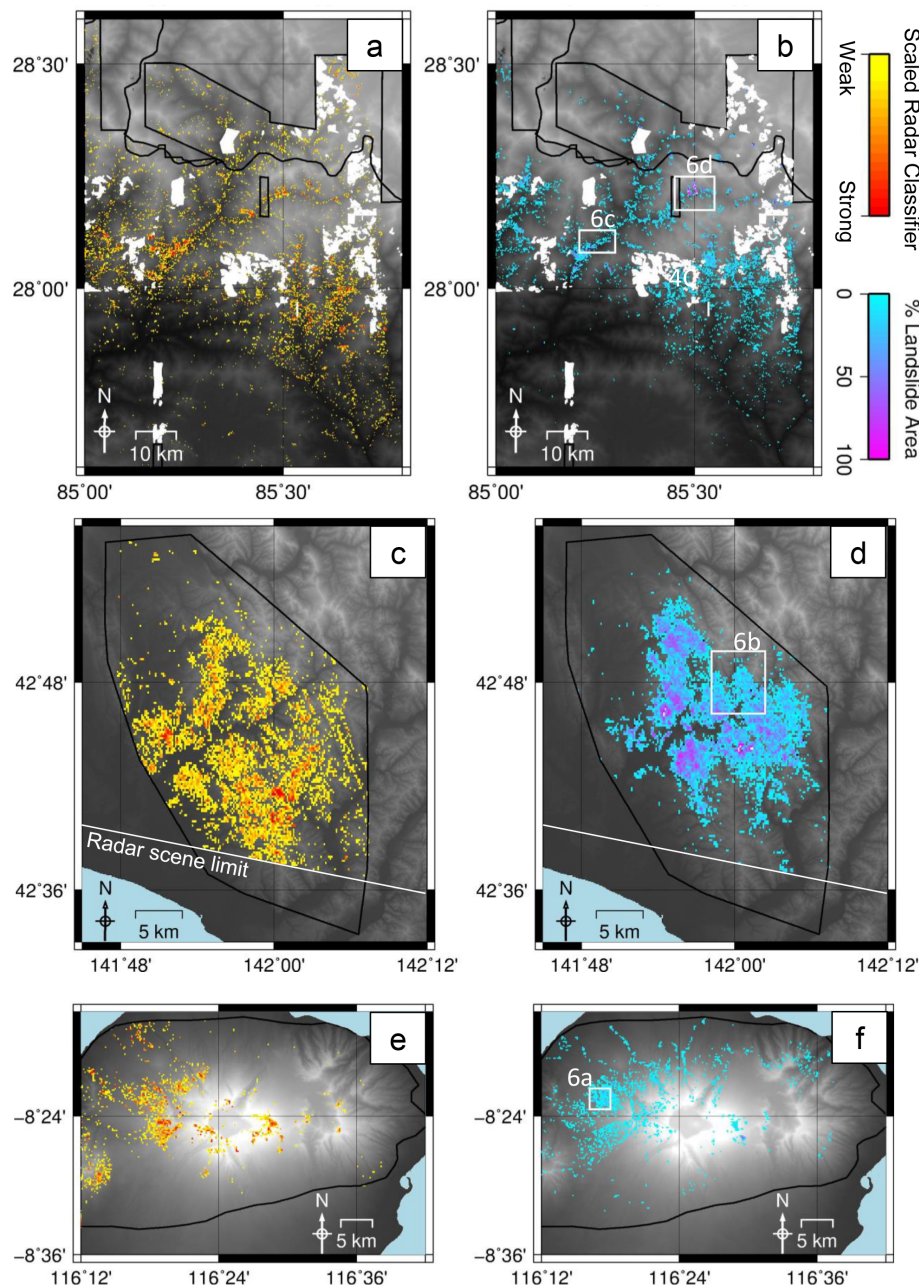 a
b
28˚30'
28˚30'
28˚00'
28˚00'
6d
6c
40
N
N
10 km
10 km
85˚00'
85˚30'
85˚00'
85˚30'
Scaled Radar Classifier
Weak
Strong
0
50
100
% Landslide Area
c
d
6b
42˚48'
42˚48'
42˚36'
42˚36'
Radar scene limit
N
N
5 km
5 km
141˚48'
142˚00'
142˚12'
141˚48'
142˚00'
142˚12'
e
f
6a
−8˚24'
−8˚24'
−8˚36'
−8˚36'
N
N
5 km
5 km
116˚12'
116˚24'
116˚36'
116˚12'
116˚24'
116˚36'